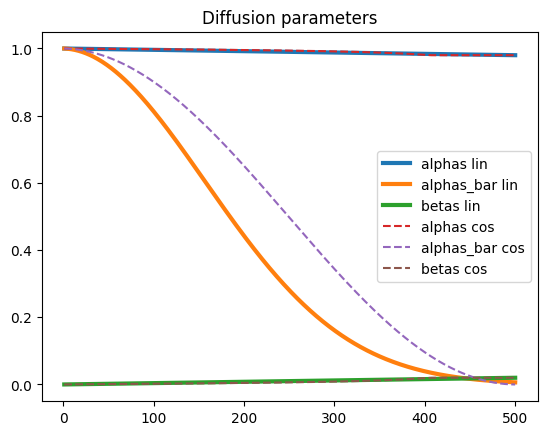 Diffusion parameters
1.0
0.8
0.6
0.4
0.2
0.0
alphas lin
alphas_bar lin
betas lin
alphas cos
alphas_bar cos
betas cos
0 100 200 300 400 500